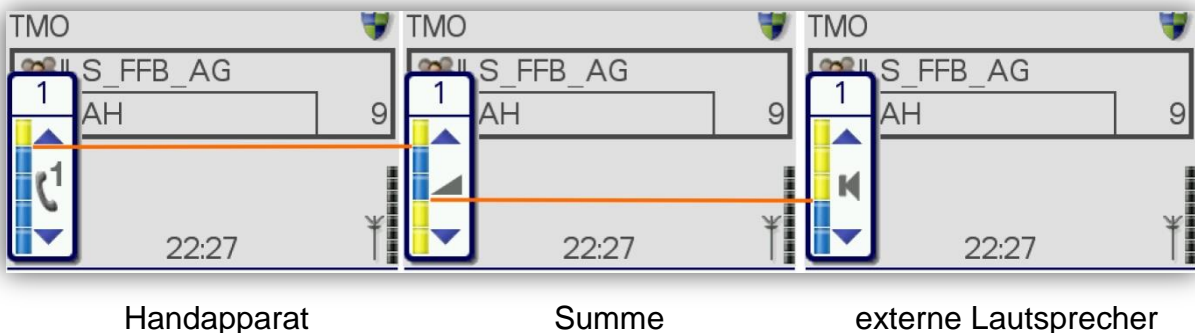 TMO
S_FFB_AG
1
AH 9
1
22:27
TMO
S_FFB_AG
1
AH 9
22:27
TMO
S_FFB_AG
1
AH 9
22:27
Handapparat
Summe
externe Lautsprecher